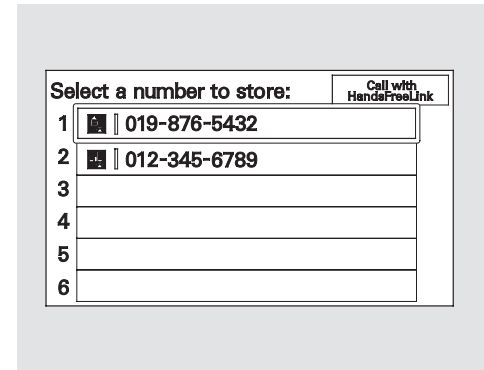 Select a number to store:
Call with
HandsFreeLink
1 019-876-5432
2 012-345-6789
3
4
5
6